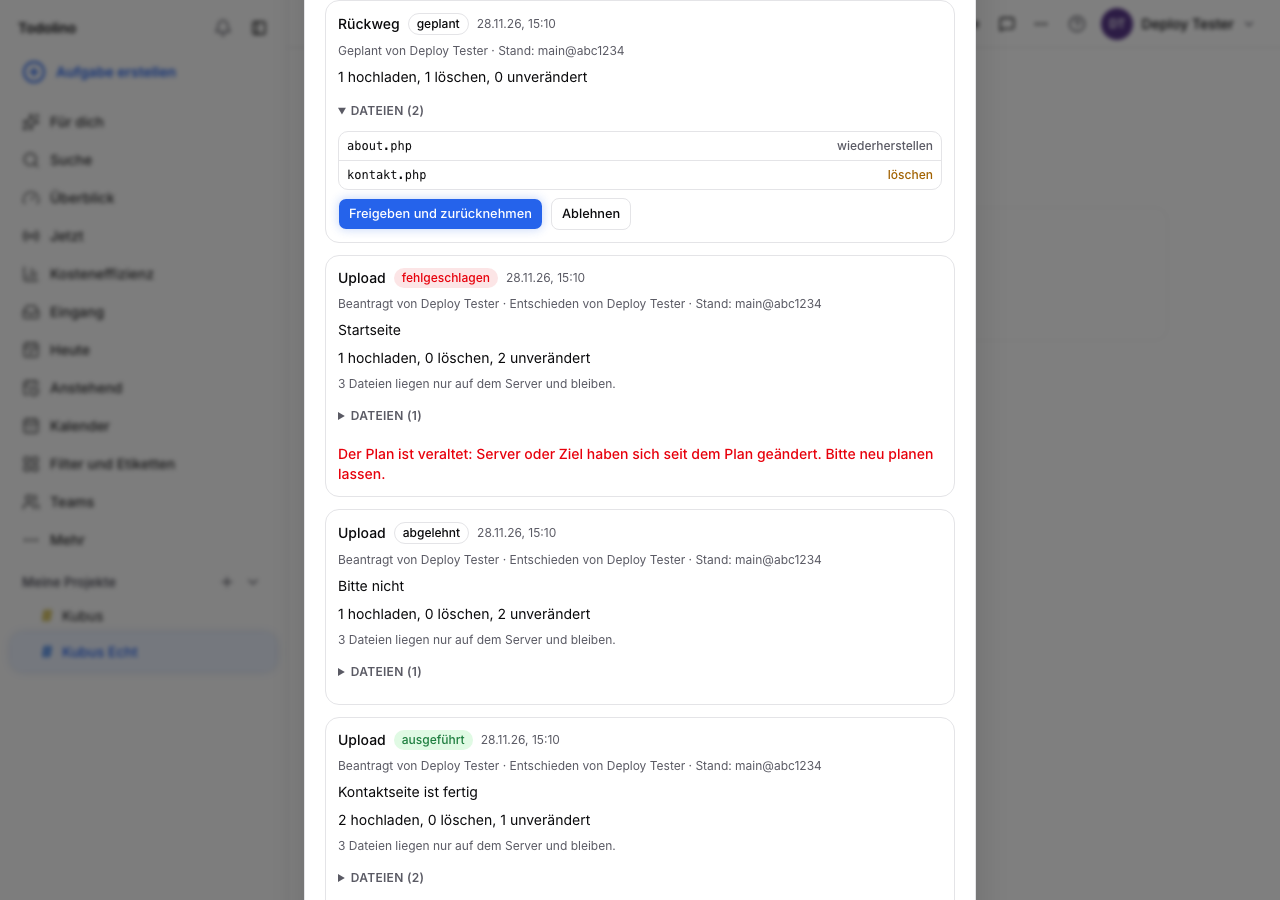 Todolino
Aufgabe erstellen
Für dich
Suche
Überblick
Jetzt
Kosteneffizienz
Eingang
Heute
Anstehend
Kalender
Filter und Etiketten
Teams
Mehr
Meine Projekte
# Kubus
# Kubus Echt
DT Deploy Tester
Rückweg geplant 28.11.26, 15:10
Geplant von Deploy Tester · Stand: main@abc1234
1 hochladen, 1 löschen, 0 unverändert
▼ DATEIEN (2)
about.php wiederherstellen
kontakt.php löschen
Freigeben und zurücknehmen Ablehnen
Upload fehlgeschlagen 28.11.26, 15:10
Beantragt von Deploy Tester · Entschieden von Deploy Tester · Stand: main@abc1234
Startseite
1 hochladen, 0 löschen, 2 unverändert
3 Dateien liegen nur auf dem Server und bleiben.
▶ DATEIEN (1)
Der Plan ist veraltet: Server oder Ziel haben sich seit dem Plan geändert. Bitte neu planen
lassen.
Upload abgelehnt 28.11.26, 15:10
Beantragt von Deploy Tester · Entschieden von Deploy Tester · Stand: main@abc1234
Bitte nicht
1 hochladen, 0 löschen, 2 unverändert
3 Dateien liegen nur auf dem Server und bleiben.
▶ DATEIEN (1)
Upload ausgeführt 28.11.26, 15:10
Beantragt von Deploy Tester · Entschieden von Deploy Tester · Stand: main@abc1234
Kontaktseite ist fertig
2 hochladen, 0 löschen, 1 unverändert
3 Dateien liegen nur auf dem Server und bleiben.
▶ DATEIEN (2)